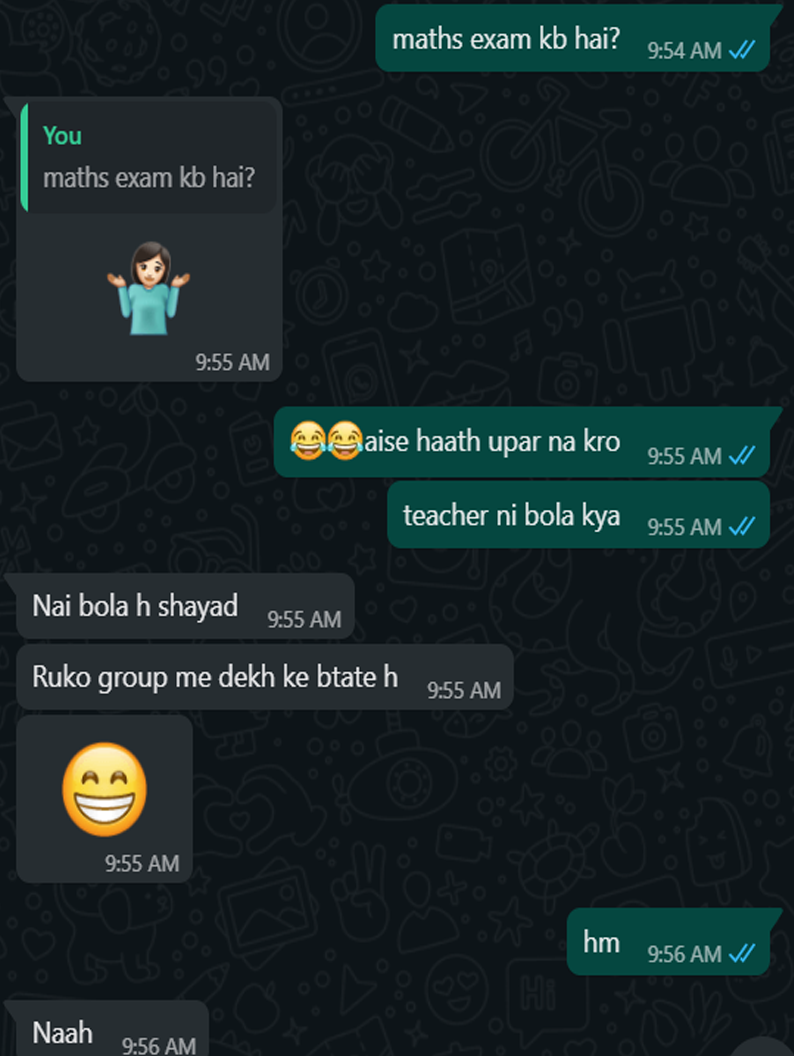 maths exam kb hai?
9:54 AM
You
maths exam kb hai?
🤷🏻‍♀️
9:55 AM
😂😂aise haath upar na kro
9:55 AM
teacher ni bola kya
9:55 AM
Nai bola h shayad
9:55 AM
Ruko group me dekh ke btate h
9:55 AM
😁
9:55 AM
hm
9:56 AM
Naah
9:56 AM